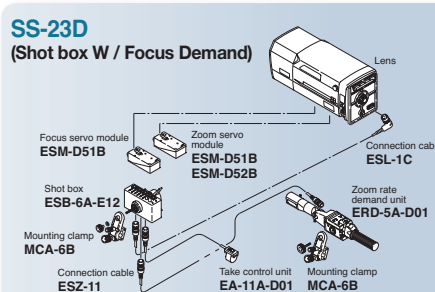 SS-23D
(Shot box W / Focus Demand)
Lens
Focus servo module
ESM-D51B
Zoom servo
module
ESM-D51B
ESM-D52B
Connection cab
ESL-1C
Shot box
ESB-6A-E12
Zoom rate
demand unit
ERD-5A-D01
Mounting clamp
MCA-6B
Connection cable
ESZ-11
Take control unit
EA-11A-D01
Mounting clamp
MCA-6B